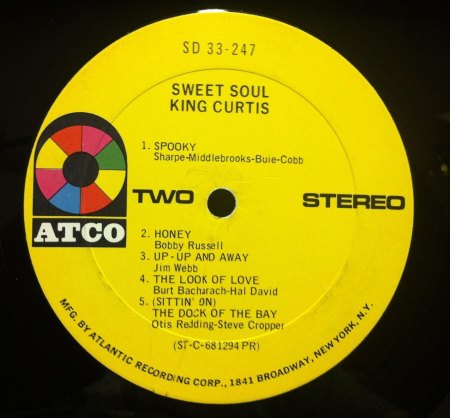 SD 33-247
SWEET SOUL
KING CURTIS
1. SPOOKY
Sharpe-Middlebrooks-Buie-Cobb
ATCO
TWO
STEREO
2. HONEY
Bobby Russell
3. UP-UP AND AWAY
Jim Webb
4. THE LOOK OF LOVE
Burt Bacharach-Hal David
5. (SITTIN' ON)
THE DOCK OF THE BAY
Otis Redding-Steve Cropper
(ST-C-681294 PR)
MFG. BY ATLANTIC RECORDING CORP., 1841 BROADWAY, NEW YORK, N.Y.